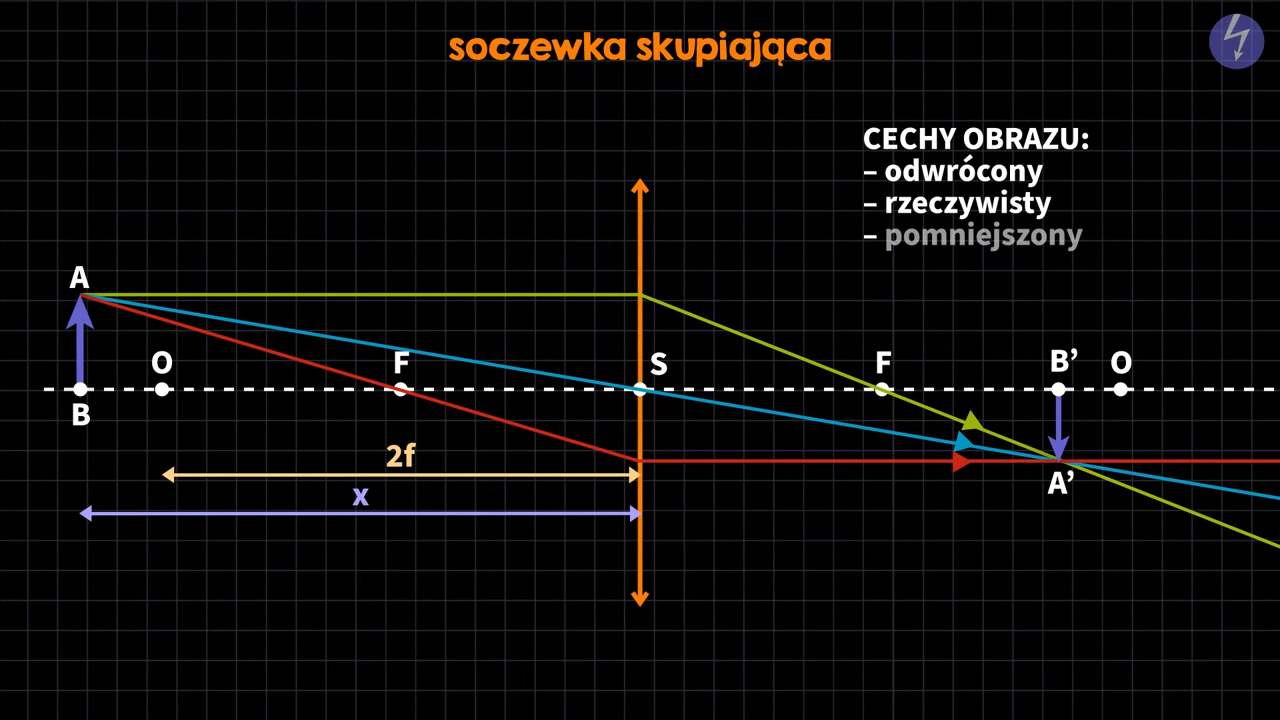 soczewka skupiająca
CECHY OBRAZU:
– odwrócony
– rzeczywisty
– pomniejszony
A
O
F
S
F
B’
O
B
2f
A’
x